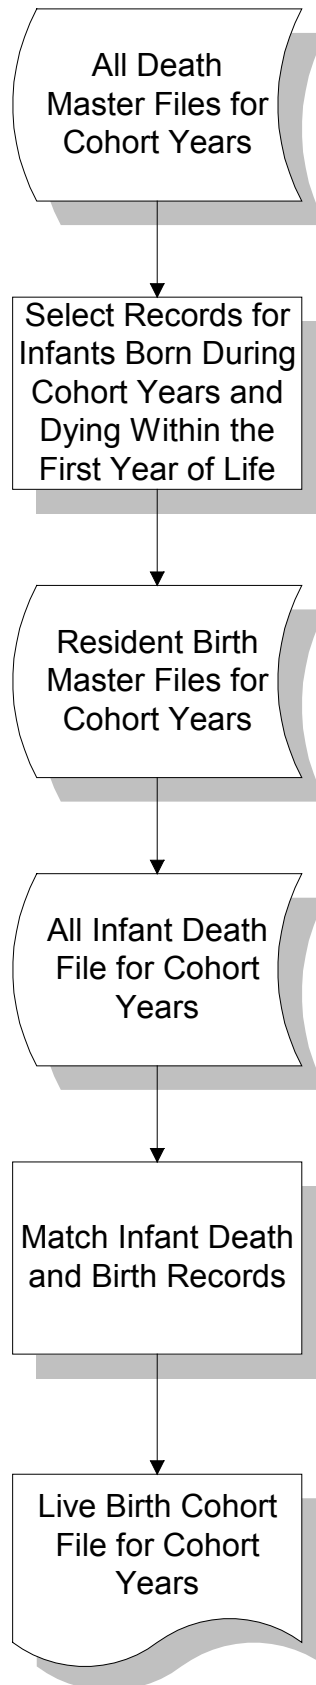 All Death
Master Files for
Cohort Years
Select Records for
Infants Born During
Cohort Years and
Dying Within the
First Year of Life
Resident Birth
Master Files for
Cohort Years
All Infant Death
File for Cohort
Years
Match Infant Death
and Birth Records
Live Birth Cohort
File for Cohort
Years